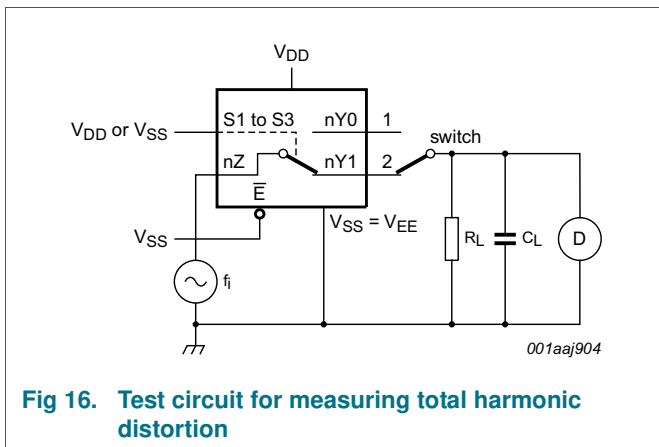 VDD
S1 to S3 nY0 1
VDD or VSS
switch
nZ nY1 2
E
VSS
VSS = VEE
RL CL D
fi
001aaj904
Fig 16. Test circuit for measuring total harmonic
distortion